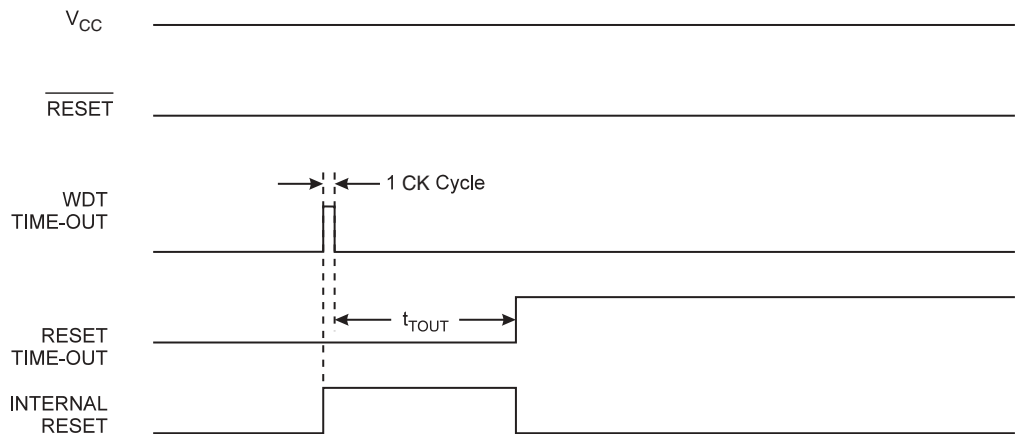 VCC
RESET
1 CK Cycle
WDT
TIME-OUT
tTOUT
RESET
TIME-OUT
INTERNAL
RESET